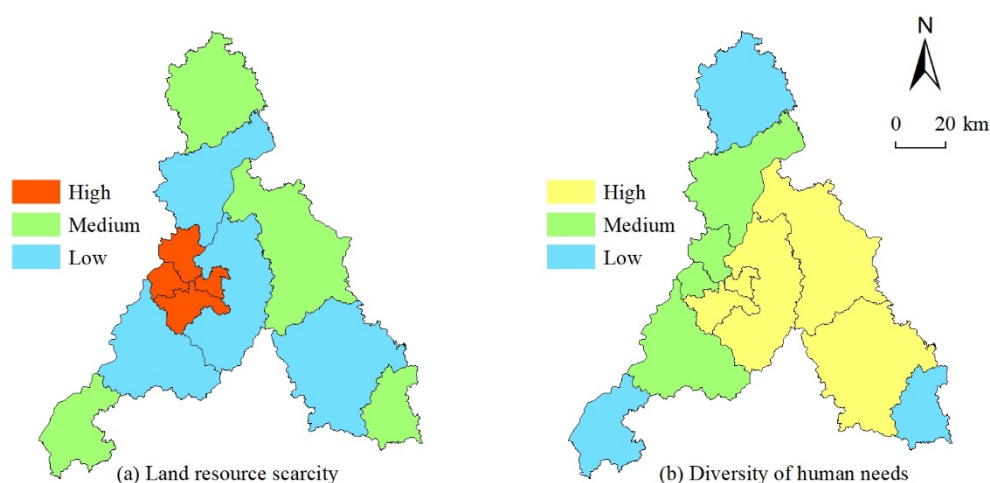 N
0 20 km
High
Medium
Low
High
Medium
Low
(a) Land resource scarcity
(b) Diversity of human needs